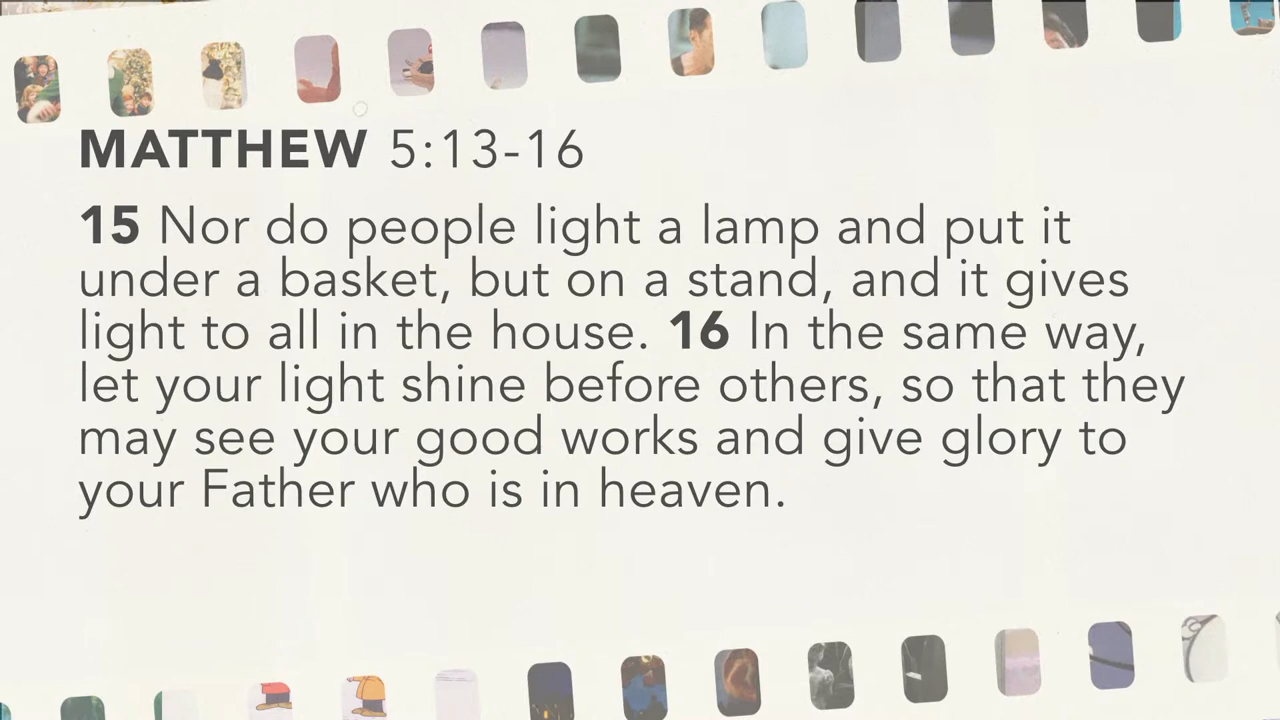 MATTHEW 5:13-16
15 Nor do people light a lamp and put it
under a basket, but on a stand, and it gives
light to all in the house. 16 In the same way,
let your light shine before others, so that they
may see your good works and give glory to
your Father who is in heaven.